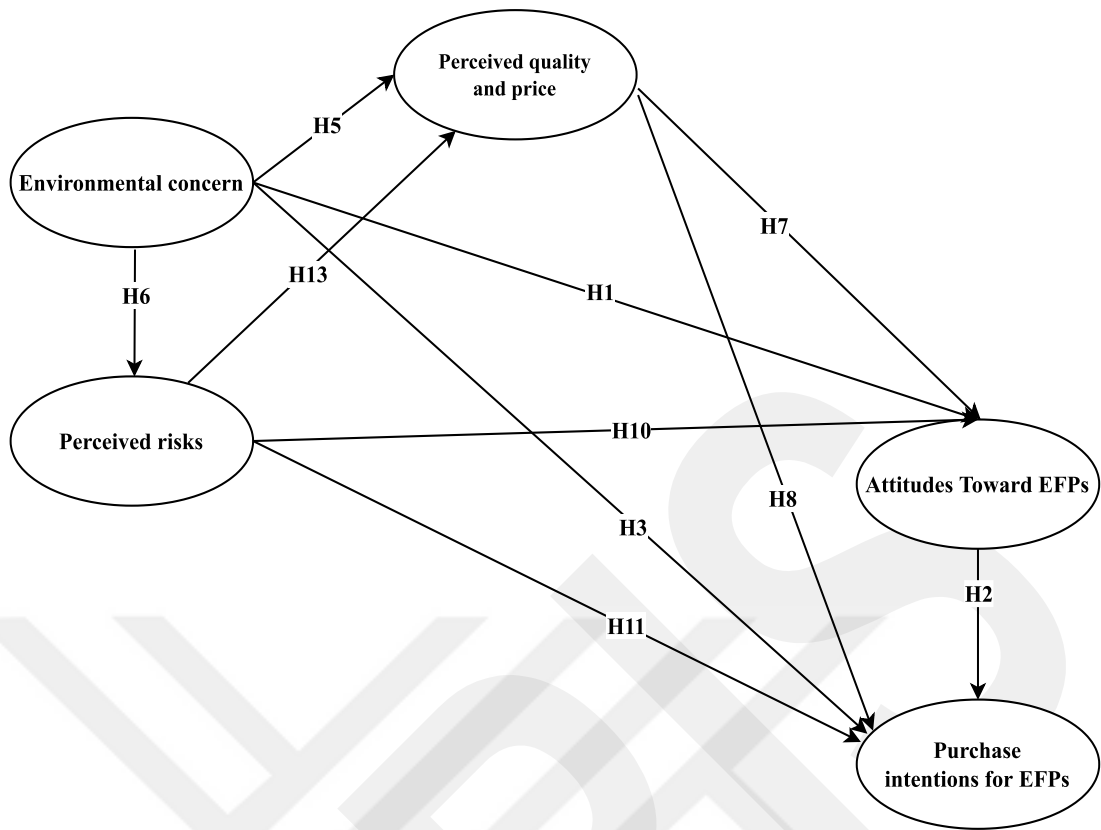 Perceived quality
and price
H5
Environmental concern
H7
H13
H6
H1
H10
Perceived risks
Attitudes Toward EFPs
H8
H3
H2
H11
Purchase
intentions for EFPs